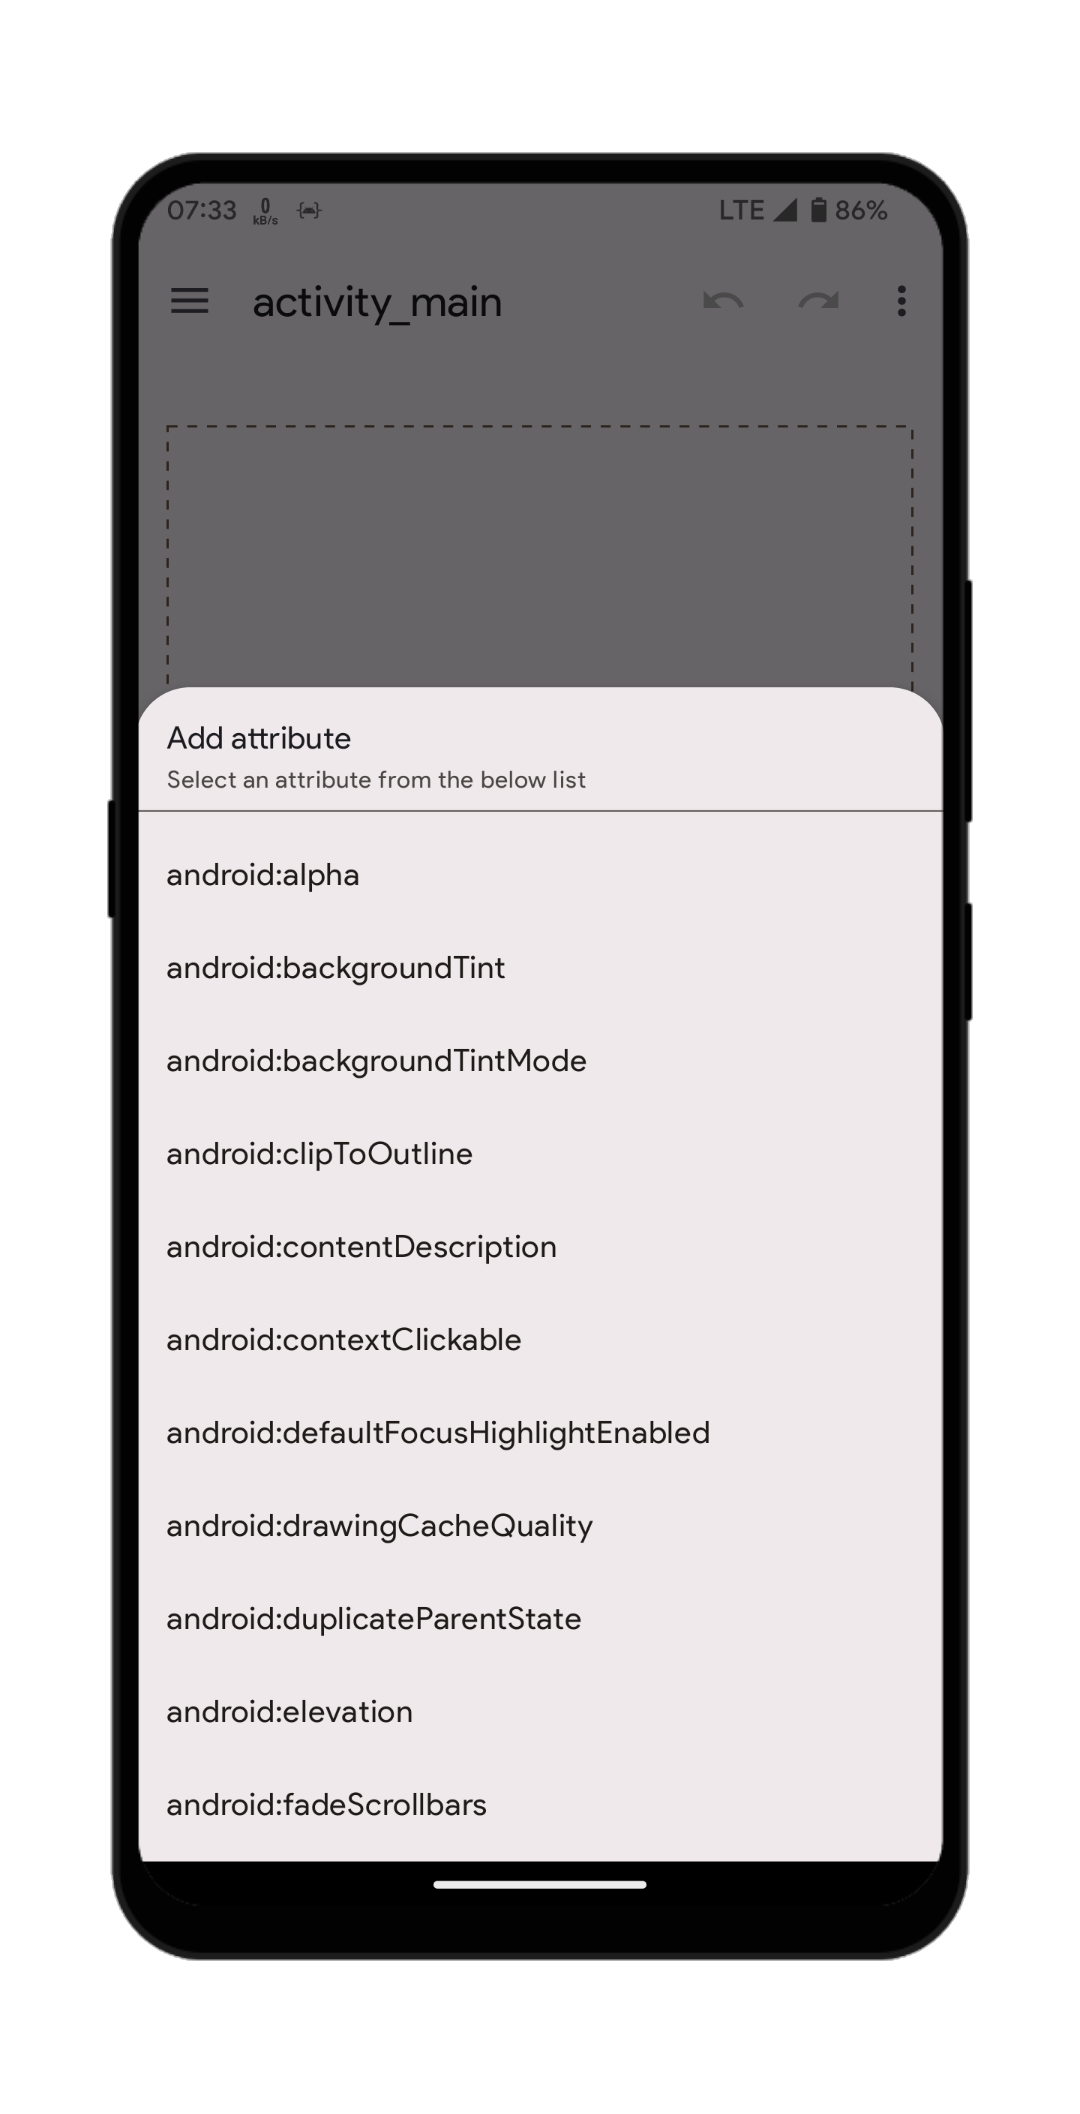 07:33 0 kB/s LTE 86%
activity_main
Add attribute
Select an attribute from the below list
android:alpha
android:backgroundTint
android:backgroundTintMode
android:clipToOutline
android:contentDescription
android:contextClickable
android:defaultFocusHighlightEnabled
android:drawingCacheQuality
android:duplicateParentState
android:elevation
android:fadeScrollbars